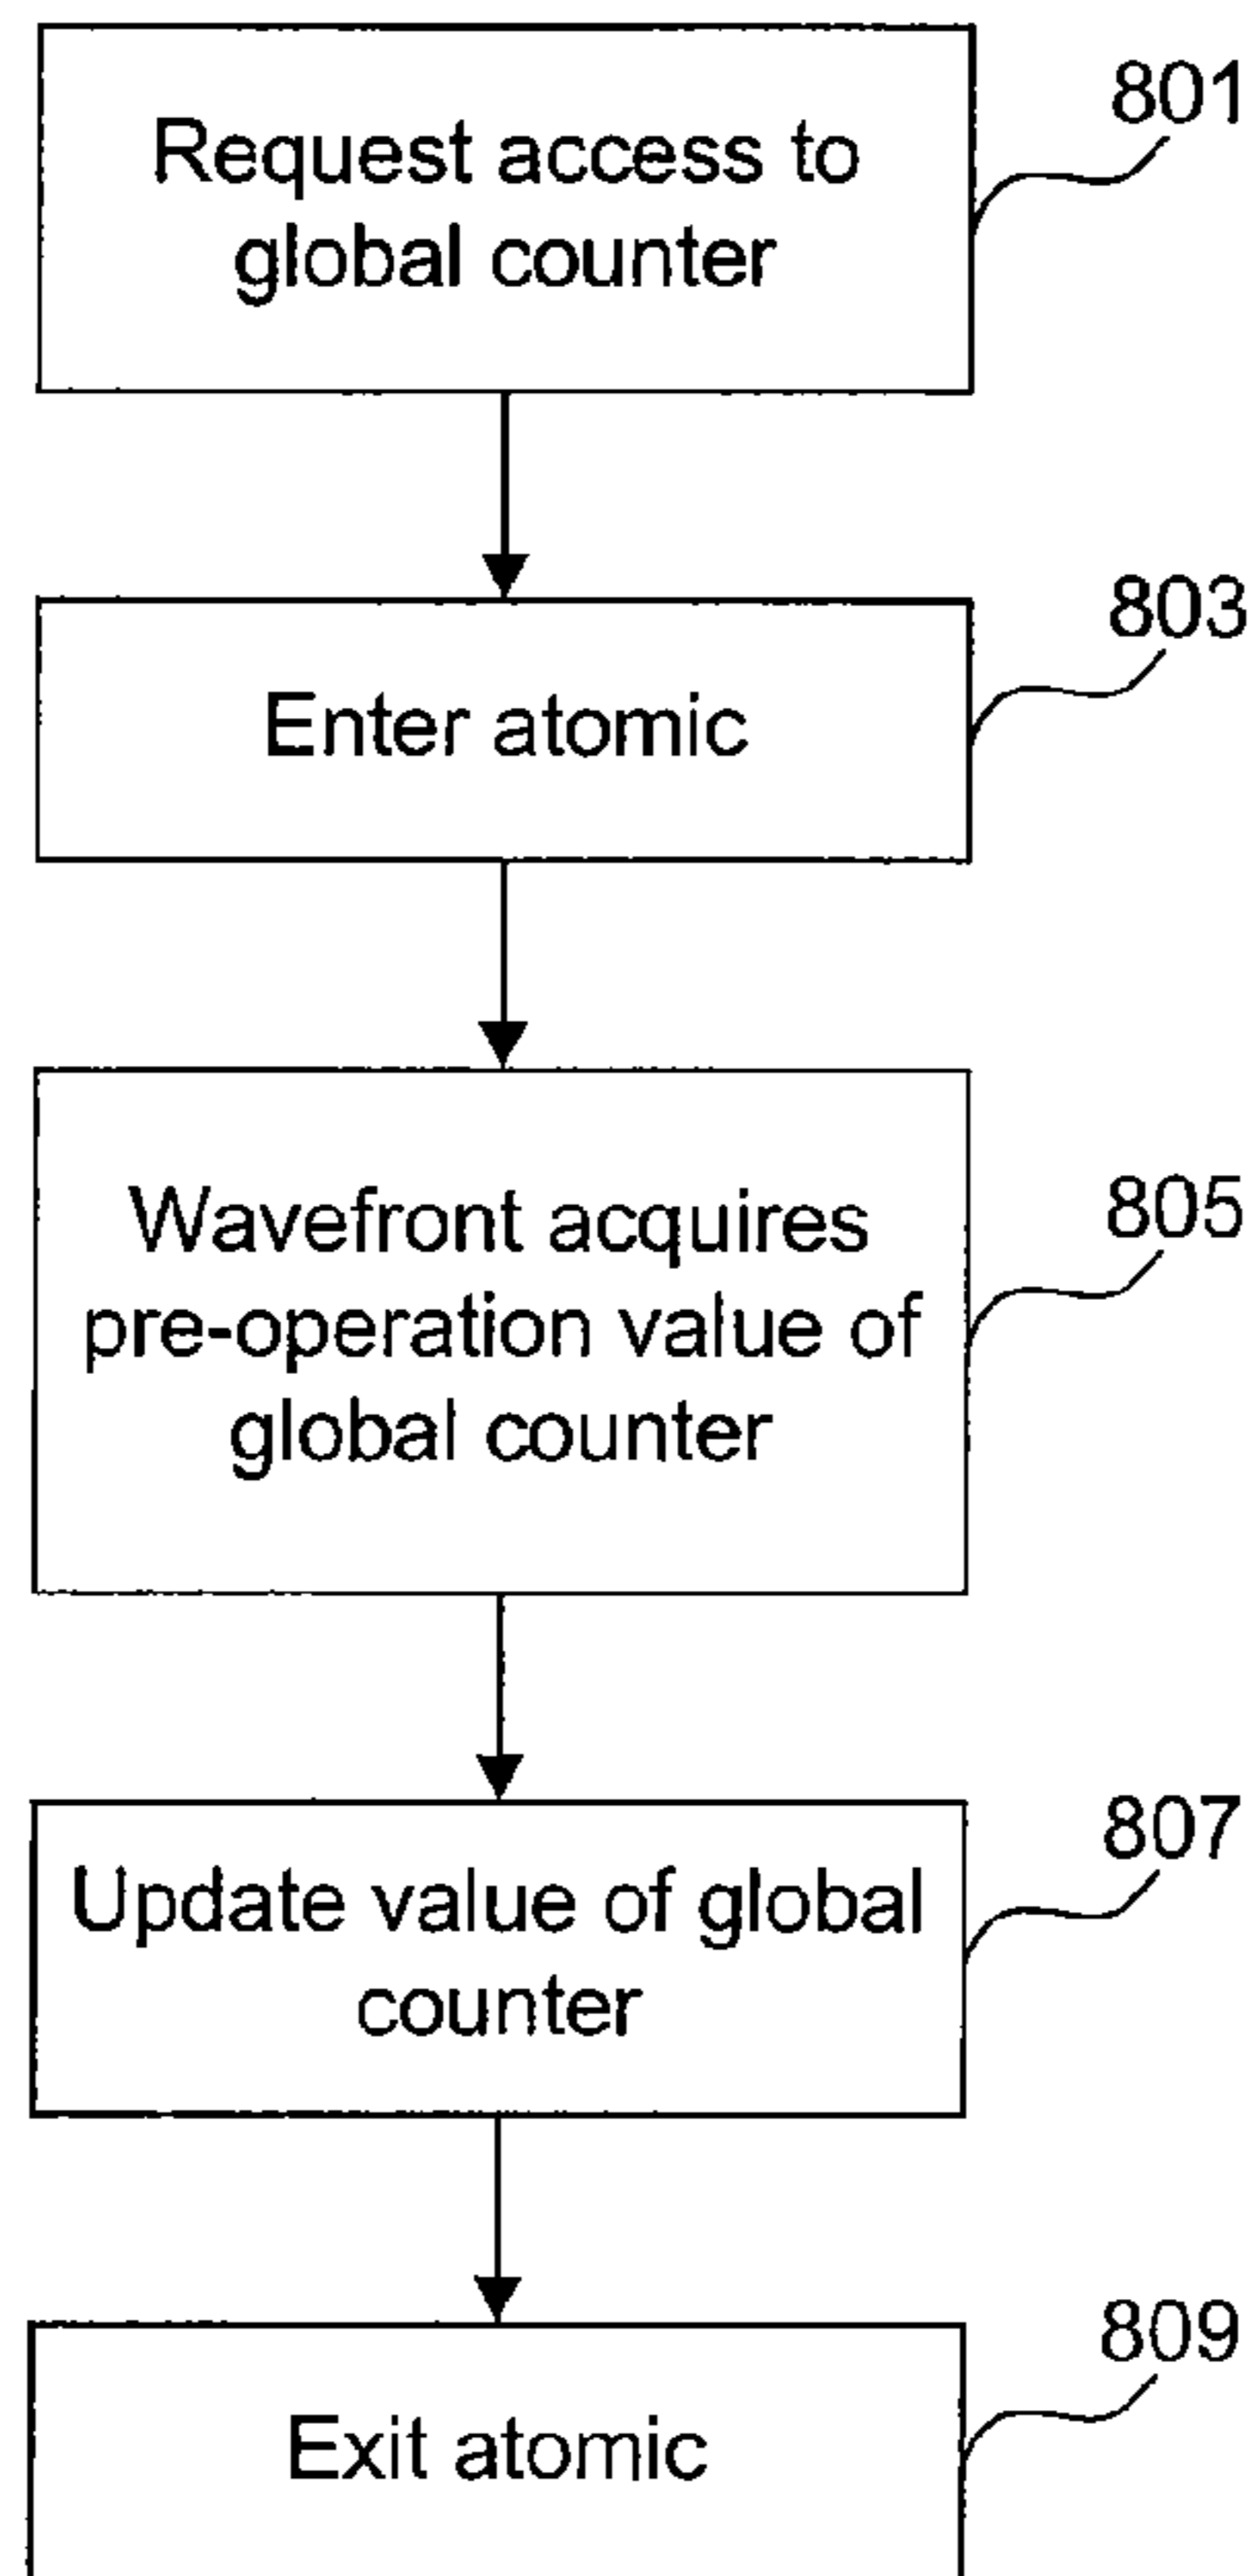 801
Request access to
global counter
803
Enter atomic
805
Wavefront acquires
pre-operation value of
global counter
807
Update value of global
counter
809
Exit atomic